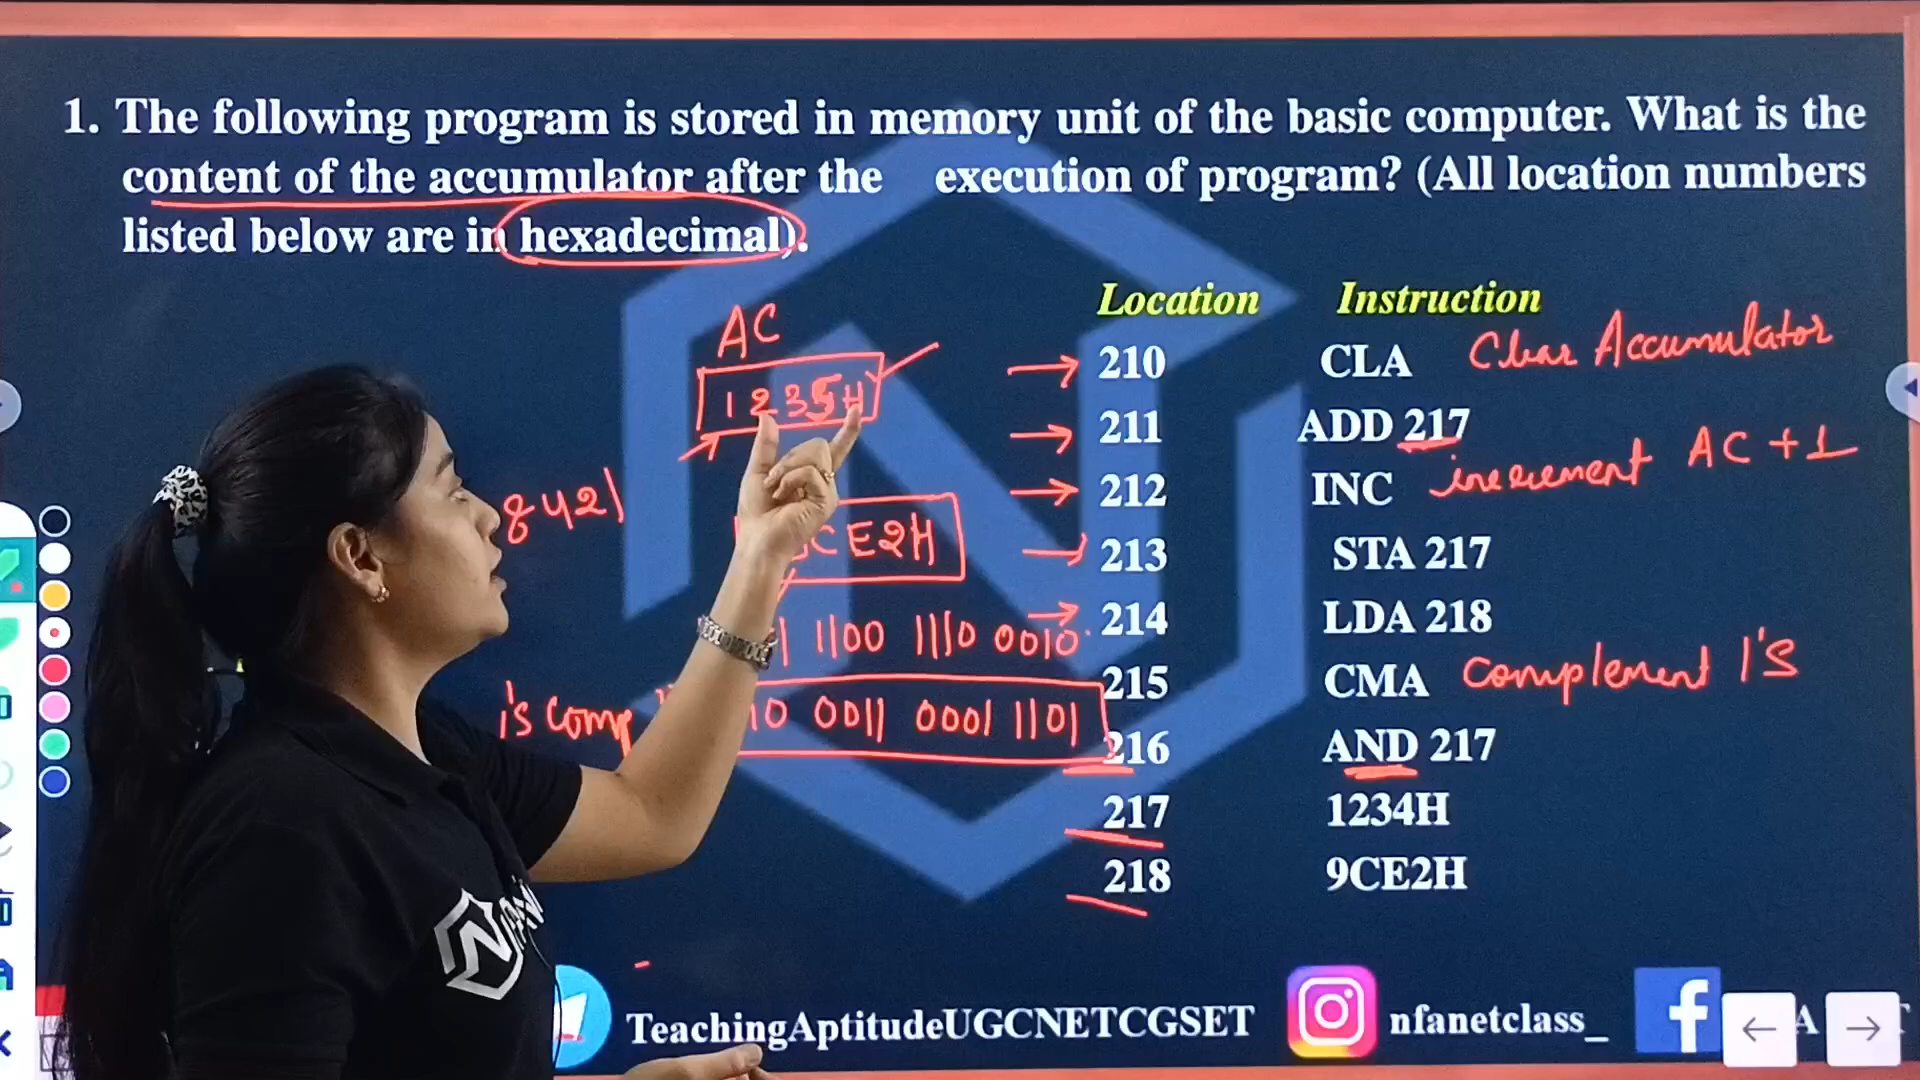 1. The following program is stored in memory unit of the basic computer. What is the
content of the accumulator after the execution of program? (All location numbers
listed below are in hexadecimal).
Location Instruction
210 CLA Clear Accumulator
211 ADD 217
212 INC increment AC + 1
213 STA 217
214 LDA 218
215 CMA complement 1's
216 AND 217
217 1234H
218 9CE2H
AC
1235H
8421
CE2H
1100 1110 0010
1's comp 10 0011 0001 1101
TeachingAptitudeUGCNETCGSET nfanetclass_